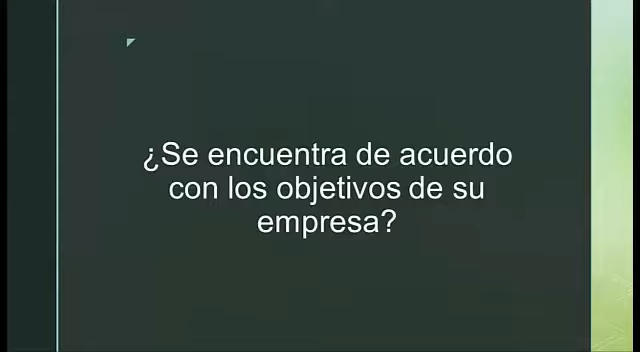 ¿Se encuentra de acuerdo
con los objetivos de su
empresa?